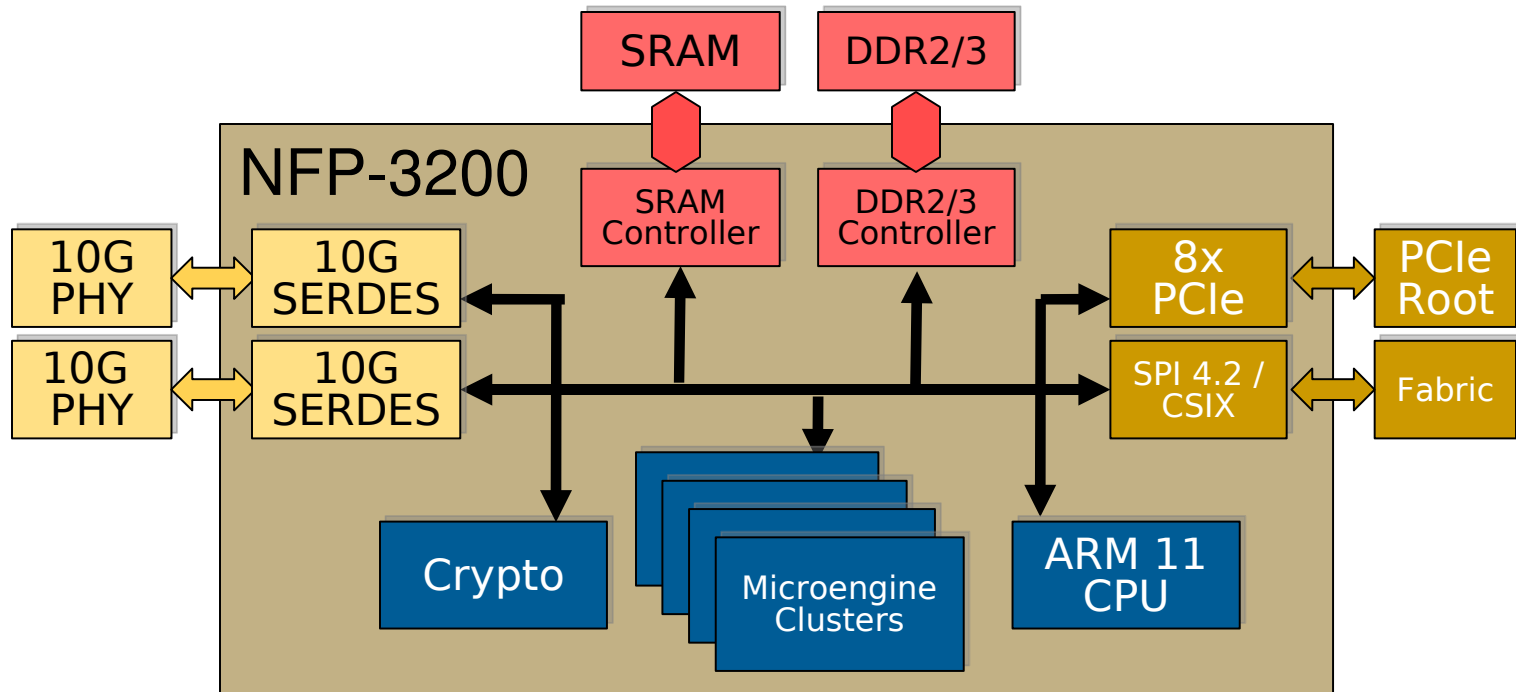 SRAM
DDR2/3
NFP-3200
SRAM
Controller
DDR2/3
Controller
10G
PHY
10G
SERDES
8x
PCIe
PCIe
Root
10G
PHY
10G
SERDES
SPI 4.2 /
CSIX
Fabric
Crypto
Microengine
Clusters
ARM 11
CPU